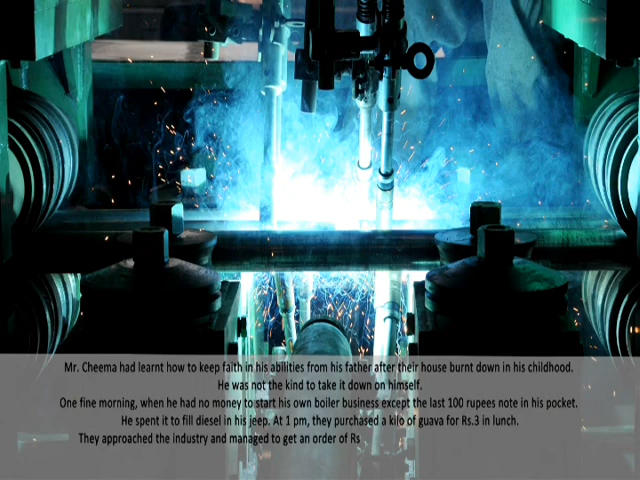 Mr. Cheema had learnt how to keep faith in his abilities from his father after their house burnt down in his childhood.
He was not the kind to take it down on himself.
One fine morning, when he had no money to start his own boiler business except the last 100 rupees note in his pocket.
He spent it to fill diesel in his jeep. At 1 pm, they purchased a kilo of guava for Rs.3 in lunch.
They approached the industry and managed to get an order of Rs